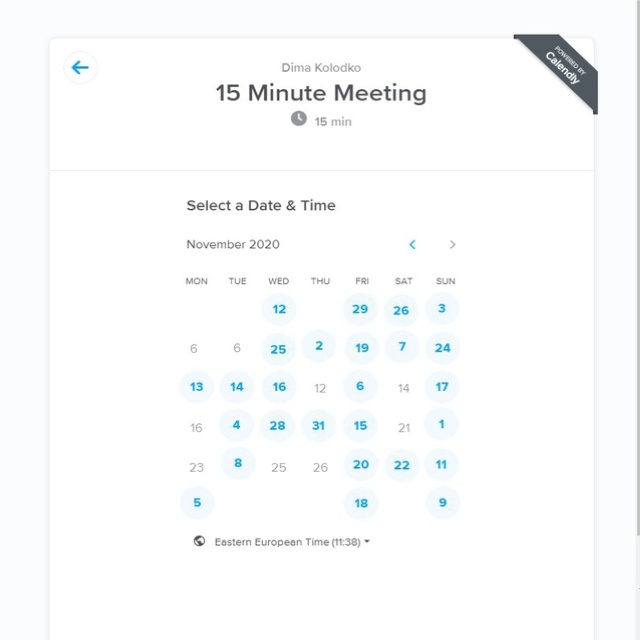 POWERED BY
Calendly
Dima Kolodko
15 Minute Meeting
15 min
Select a Date & Time
November 2020
MON TUE WED THU FRI SAT SUN
12 29 26 3
6 6 25 2 19 7 24
13 14 16 12 6 14 17
16 4 28 31 15 21 1
23 8 25 26 20 22 11
5 18 9
Eastern European Time (11:38)